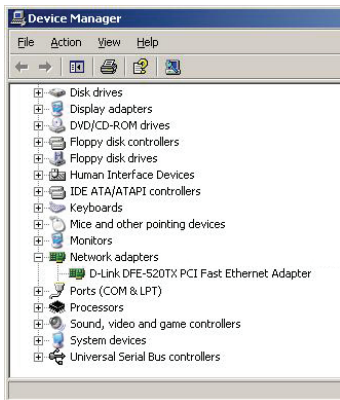 Device Manager
File Action View Help
Disk drives
Display adapters
DVD/CD-ROM drives
Floppy disk controllers
Floppy disk drives
Human Interface Devices
IDE ATA/ATAPI controllers
Keyboards
Mice and other pointing devices
Monitors
Network adapters
D-Link DFE-520TX PCI Fast Ethernet Adapter
Ports (COM & LPT)
Processors
Sound, video and game controllers
System devices
Universal Serial Bus controllers